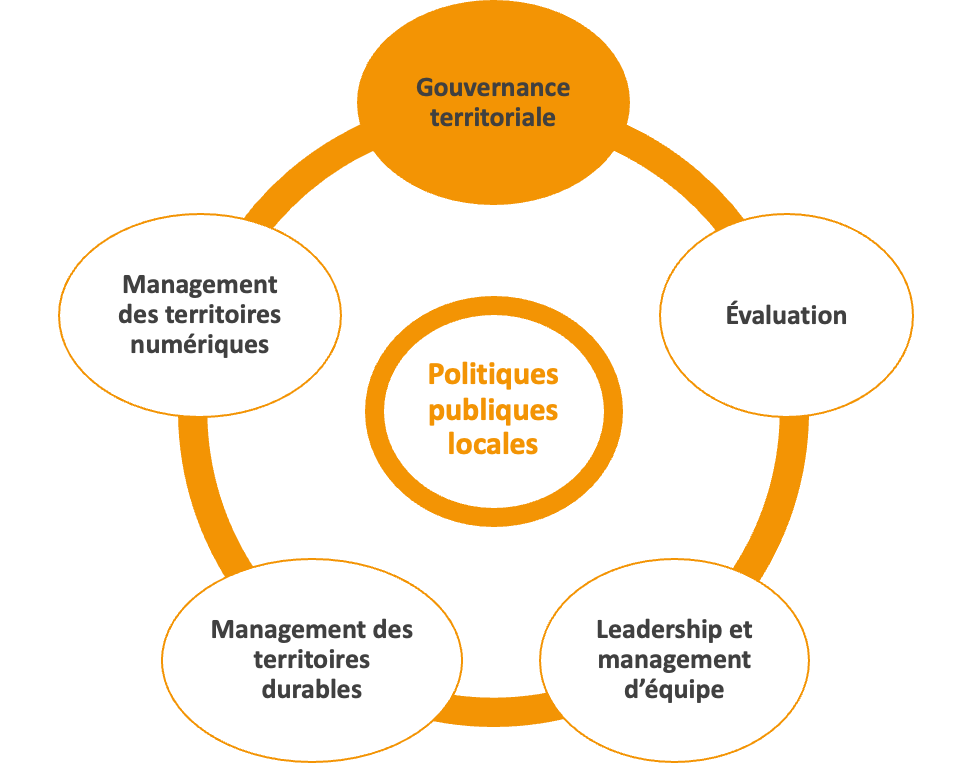 Gouvernance
territoriale
Management
des territoires
numériques
Évaluation
Politiques
publiques
locales
Management des
territoires
durables
Leadership et
management
d’équipe